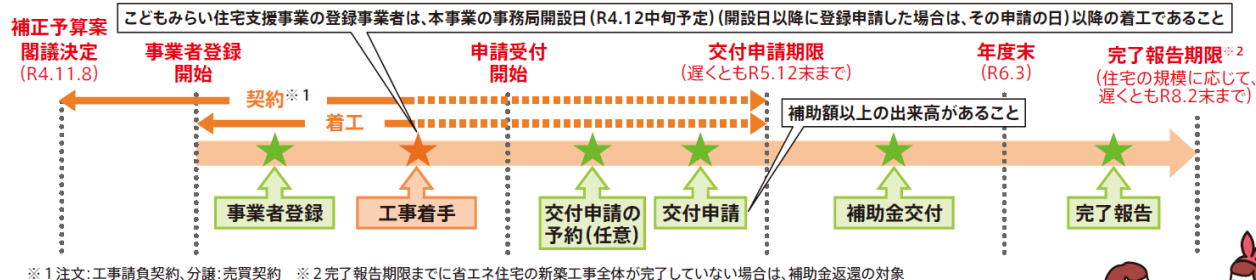 こどもみらい住宅支援事業の登録事業者は、本事業の事務局開設日(R4.12中旬予定)(開設日以降に登録申請した場合は、その申請の日)以降の着工であること
補正予算案
閣議決定
(R4.11.8)
事業者登録
開始
申請受付
開始
交付申請期限
(遅くともR5.12末まで)
年度末
(R6.3)
完了報告期限※2
(住宅の規模に応じて、
遅くともR8.2末まで)
契約※1
着工
補助額以上の出来高があること
事業者登録
工事着手
交付申請の
予約(任意)
交付申請
補助金交付
完了報告
※1 注文:工事請負契約、分譲:売買契約 ※2 完了報告期限までに省エネ住宅の新築工事全体が完了していない場合は、補助金返還の対象